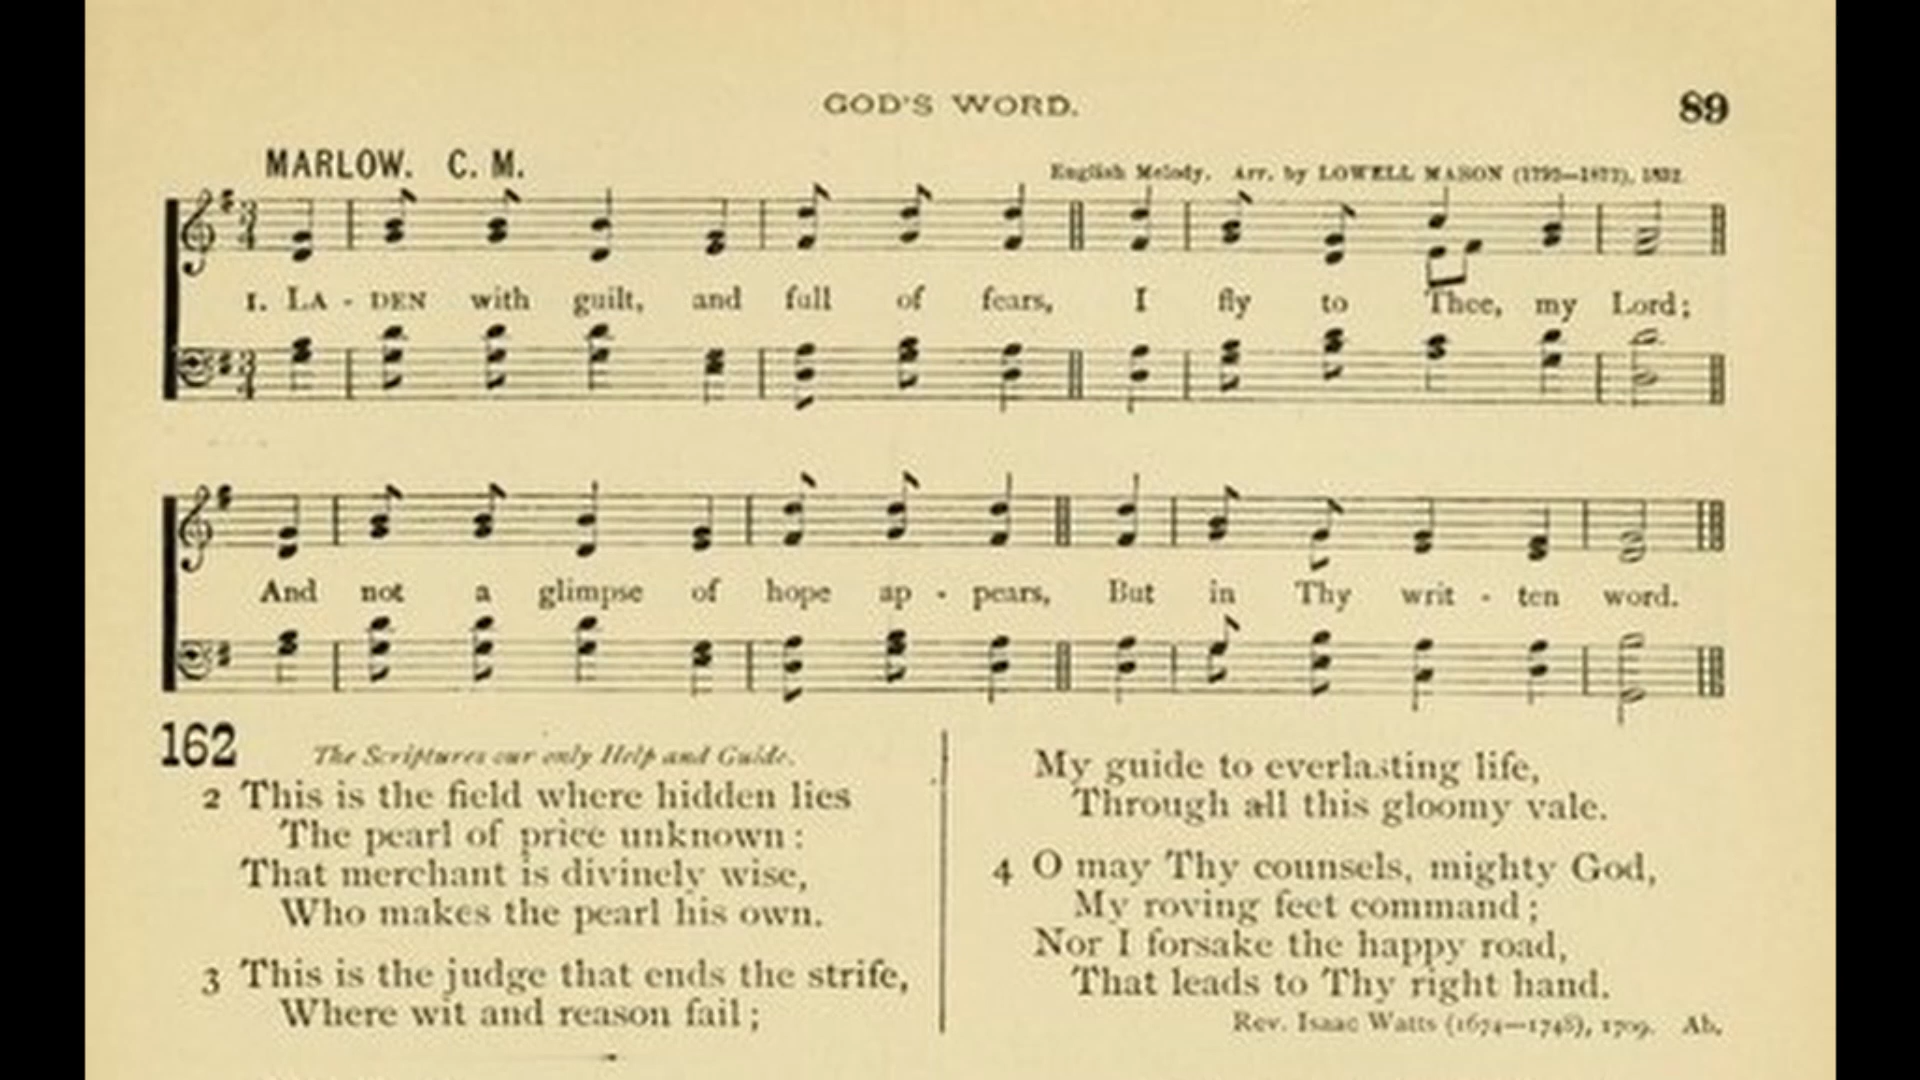 GOD'S WORD.
89
MARLOW. C. M.
English Melody. Arr. by LOWELL MASON (1792—1872), 1832
1. LA - DEN with guilt, and full of fears, I fly to Thee, my Lord;
And not a glimpse of hope ap - pears, But in Thy writ - ten word.
162
The Scriptures our only Help and Guide.
2 This is the field where hidden lies
The pearl of price unknown:
That merchant is divinely wise,
Who makes the pearl his own.
3 This is the judge that ends the strife,
Where wit and reason fail;
My guide to everlasting life,
Through all this gloomy vale.
4 O may Thy counsels, mighty God,
My roving feet command;
Nor I forsake the happy road,
That leads to Thy right hand.
Rev. Isaac Watts (1674—1748), 1709. Ab.